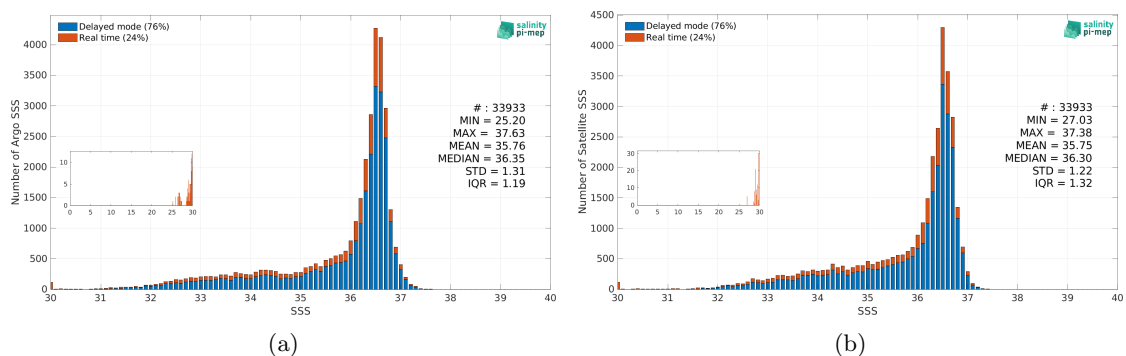 Delayed mode (76%)
Real time (24%)
salinity
pi-mep
Number of Argo SSS
4000
3500
3000
2500
2000
1500
1000
500
0
# : 33933
MIN = 25.20
MAX = 37.63
MEAN = 35.76
MEDIAN = 36.35
STD = 1.31
IQR = 1.19
10
5
0
0 5 10 15 20 25 30
30 31 32 33 34 35 36 37 38 39 40
SSS
(a)
Delayed mode (76%)
Real time (24%)
salinity
pi-mep
Number of Satellite SSS
4500
4000
3500
3000
2500
2000
1500
1000
500
0
# : 33933
MIN = 27.03
MAX = 37.38
MEAN = 35.75
MEDIAN = 36.30
STD = 1.22
IQR = 1.32
30
20
10
0
0 5 10 15 20 25 30
30 31 32 33 34 35 36 37 38 39 40
SSS
(b)